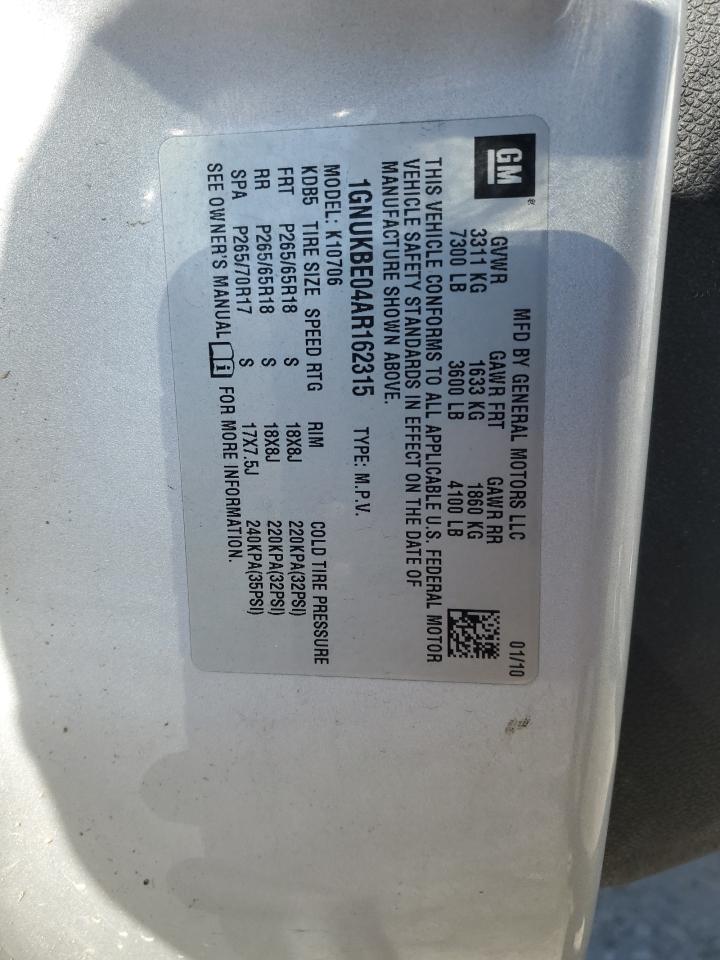 GM
®
MFD BY GENERAL MOTORS LLC 01/10
GVWR GAWR FRT GAWR RR
3311 KG 1633 KG 1860 KG
7300 LB 3600 LB 4100 LB
THIS VEHICLE CONFORMS TO ALL APPLICABLE U.S. FEDERAL MOTOR
VEHICLE SAFETY STANDARDS IN EFFECT ON THE DATE OF
MANUFACTURE SHOWN ABOVE.
1GNUKBE04AR162315 TYPE: M.P.V.
MODEL: K10706
KDB5 TIRE SIZE SPEED RTG RIM COLD TIRE PRESSURE
FRT P265/65R18 S 18X8J 220KPA(32PSI)
RR P265/65R18 S 18X8J 220KPA(32PSI)
SPA P265/70R17 S 17X7.5J 240KPA(35PSI)
SEE OWNER'S MANUAL i FOR MORE INFORMATION.